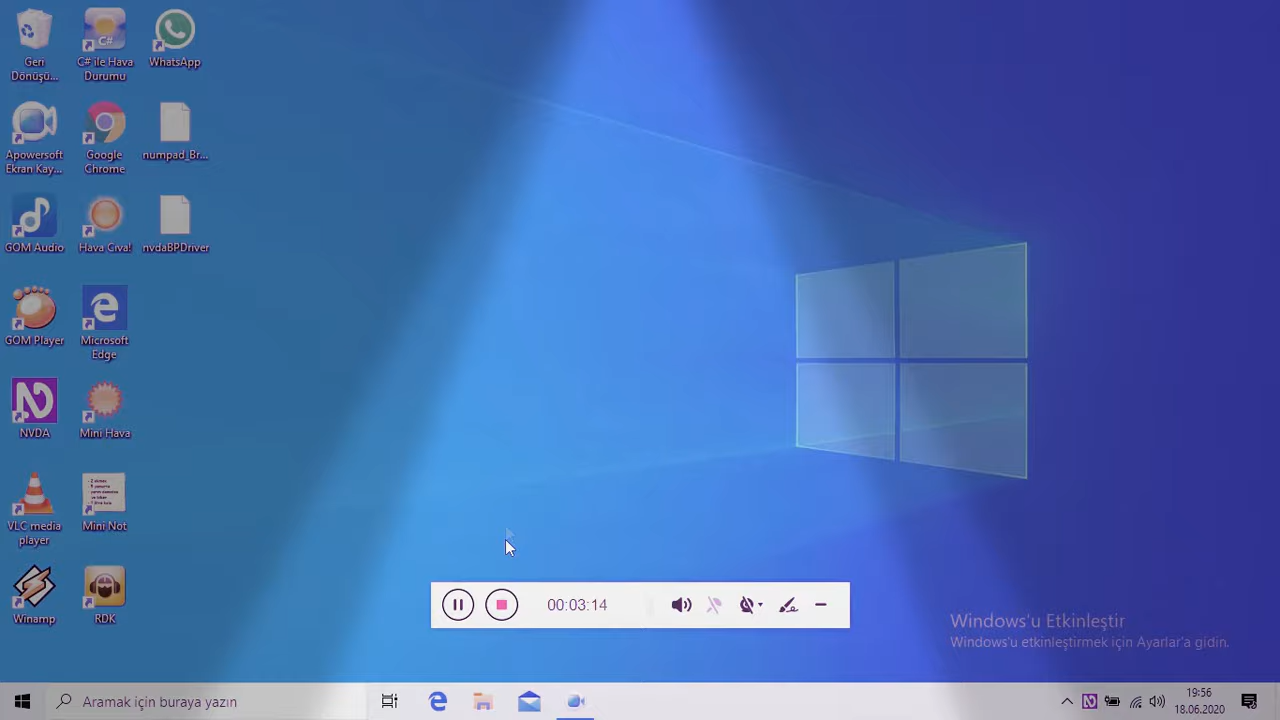 Geri
Dönüşü...
C# ile Hava
Durumu
WhatsApp
Apowersoft
Ekran Kay...
Google
Chrome
numpad_Br...
GOM Audio
Hava Cıva!
nvdaBPDriver
GOM Player
Microsoft
Edge
NVDA
Mini Hava
VLC media
player
Mini Not
Winamp
RDK
00:03:14
Windows'u Etkinleştir
Windows'u etkinleştirmek için Ayarlar'a gidin.
Aramak için buraya yazın
19:56
18.06.2020